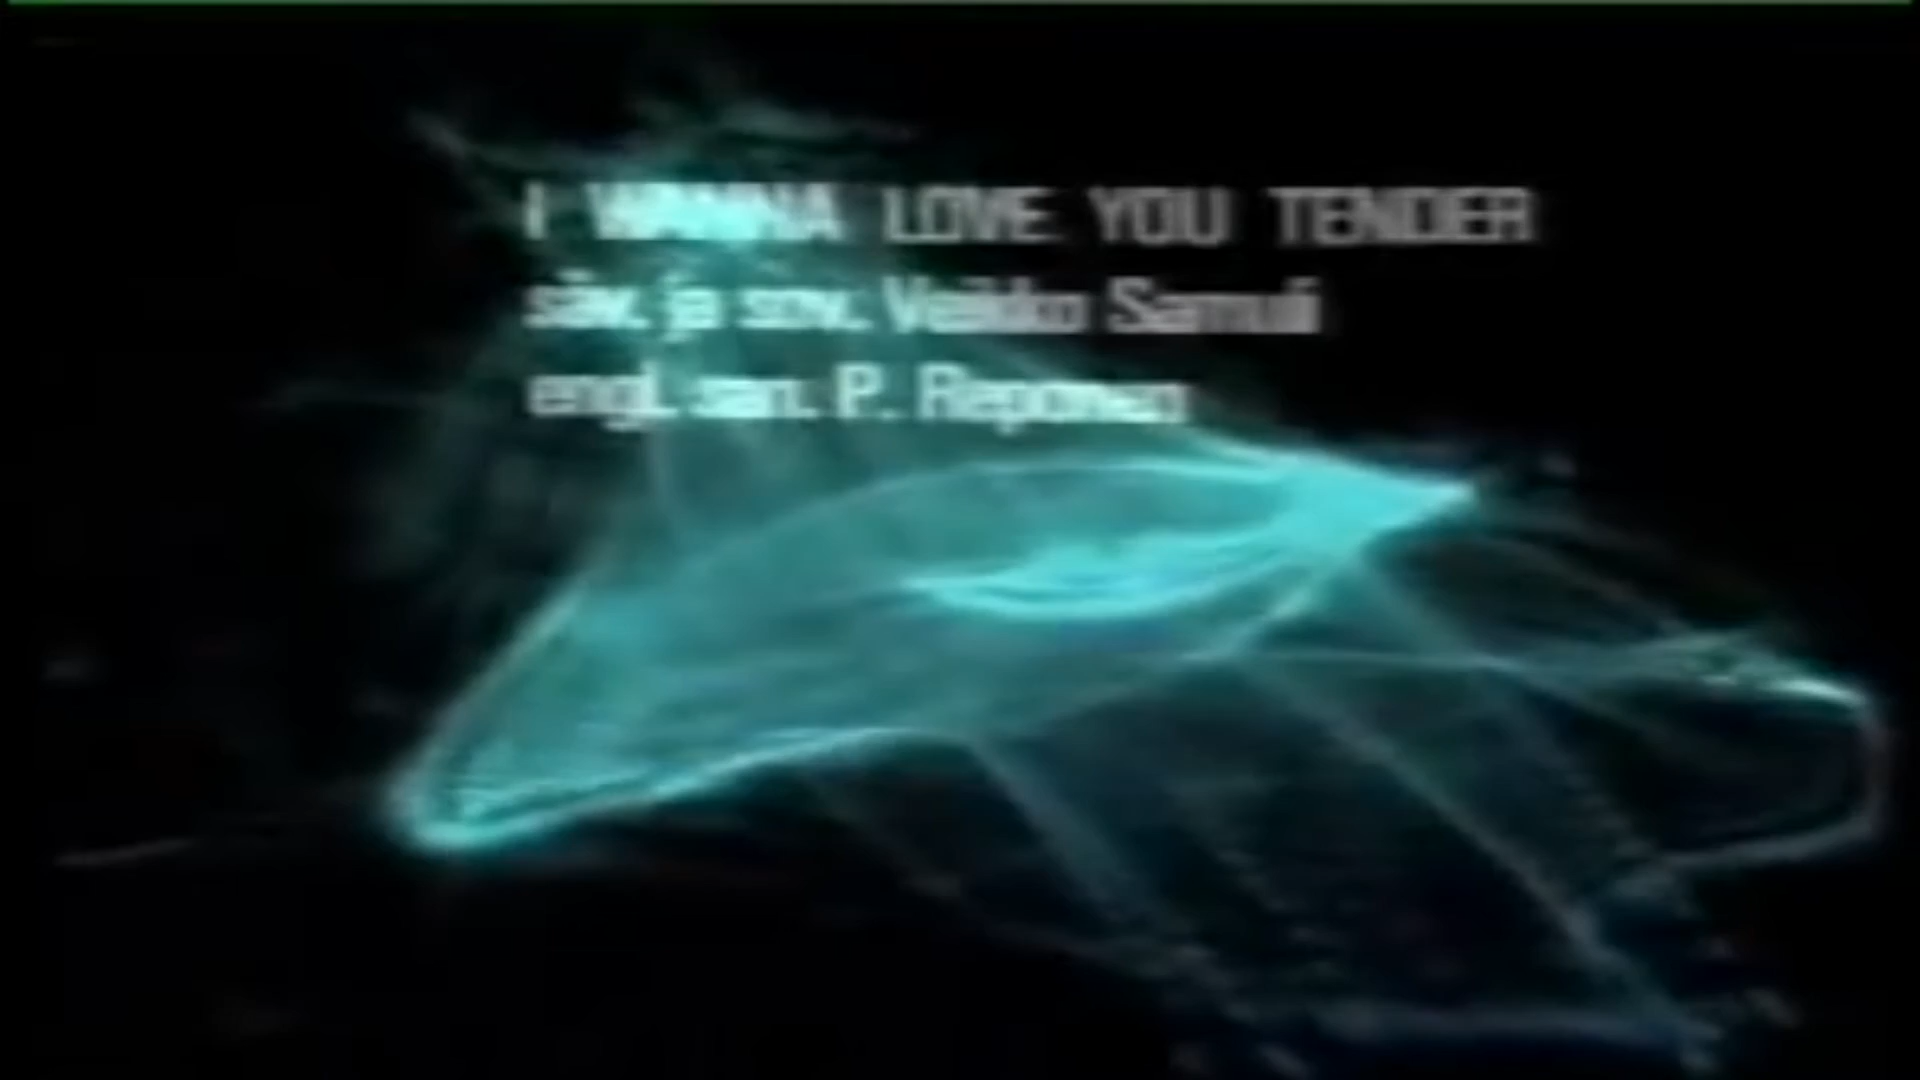 I WANNA LOVE YOU TENDER
säv. ja sov. Veikko Samuli
engl. san. P. Reponen